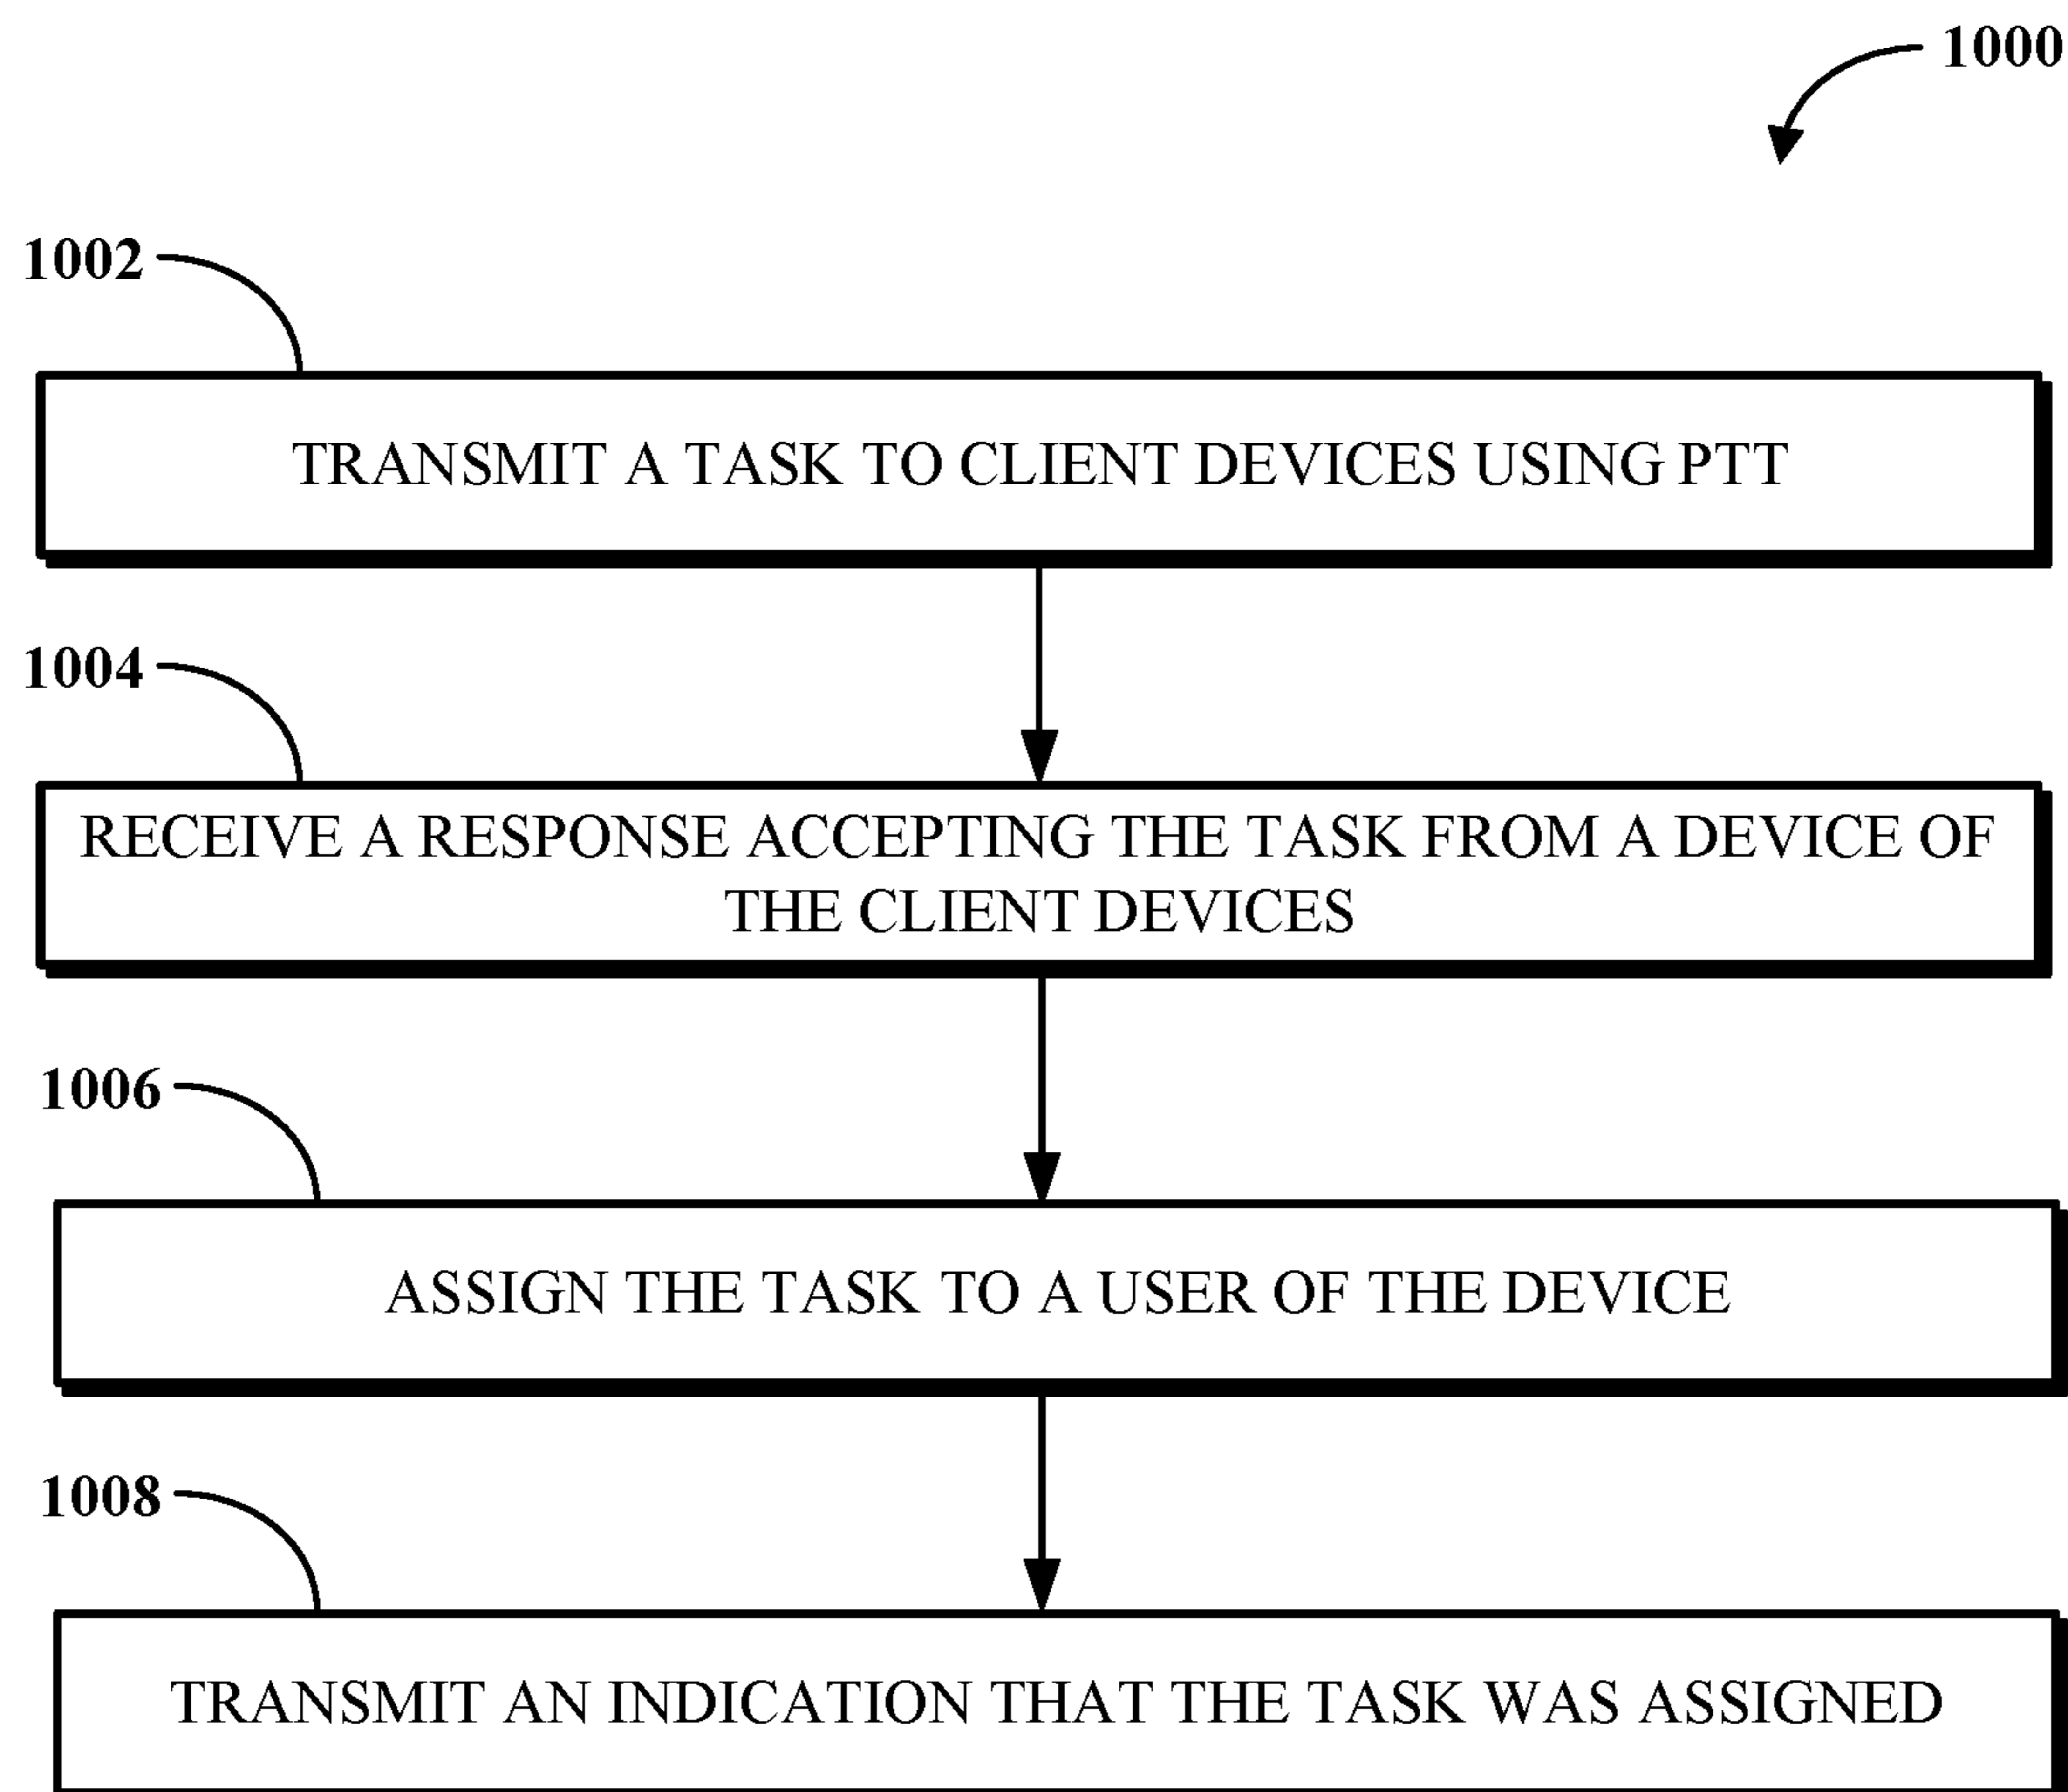 1000
1002
TRANSMIT A TASK TO CLIENT DEVICES USING PTT
1004
RECEIVE A RESPONSE ACCEPTING THE TASK FROM A DEVICE OF
THE CLIENT DEVICES
1006
ASSIGN THE TASK TO A USER OF THE DEVICE
1008
TRANSMIT AN INDICATION THAT THE TASK WAS ASSIGNED